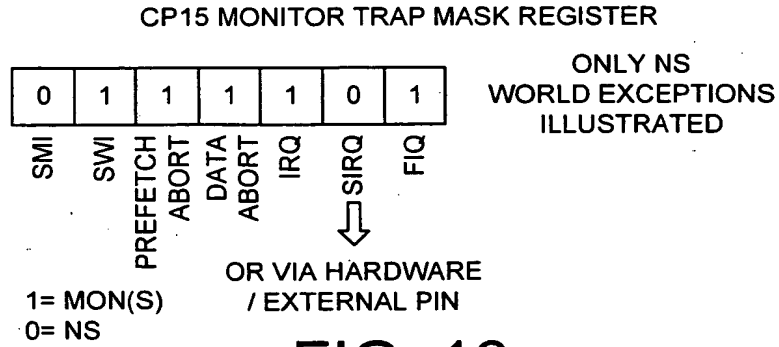 CP15 MONITOR TRAP MASK REGISTER
0 1 1 1 1 0 1
ONLY NS
WORLD EXCEPTIONS
ILLUSTRATED
SMI
SWI
PREFETCH
ABORT
DATA
ABORT
IRQ
SIRQ
FIQ
OR VIA HARDWARE
/ EXTERNAL PIN
1= MON(S)
0= NS